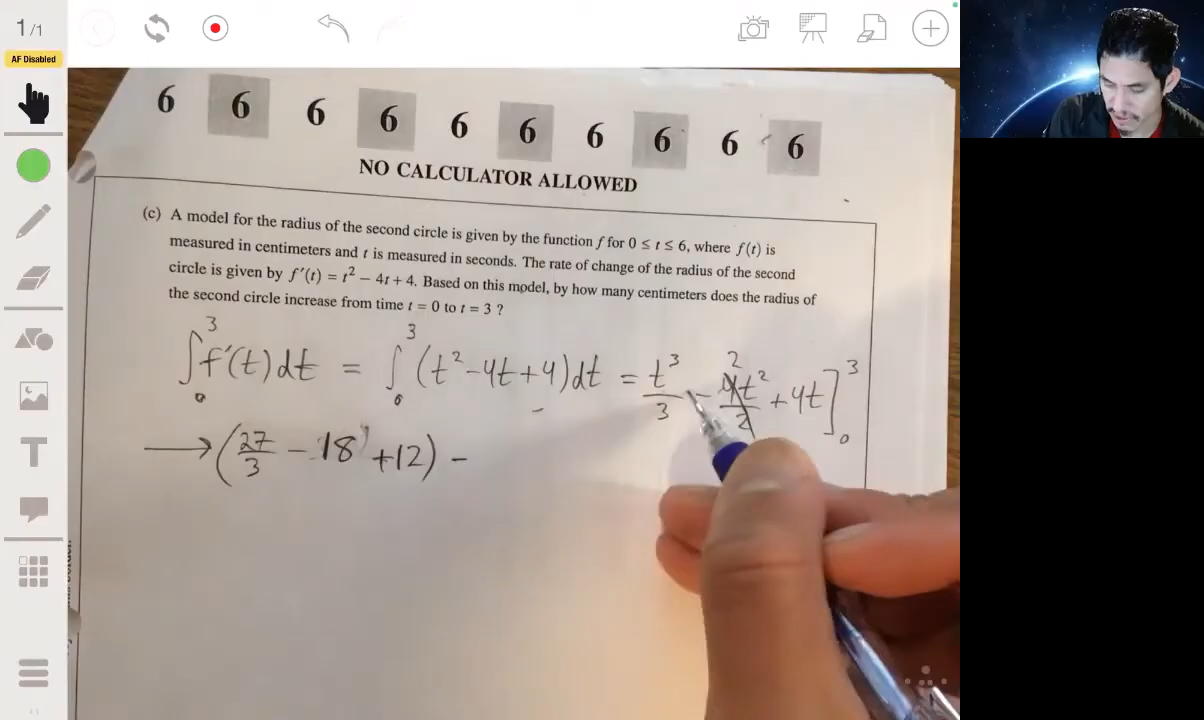 1/1
AF Disabled
6 6 6 6 6 6 6 6 6 6
NO CALCULATOR ALLOWED
(c) A model for the radius of the second circle is given by the function f for 0 ≤ t ≤ 6, where f(t) is
measured in centimeters and t is measured in seconds. The rate of change of the radius of the second
circle is given by f′(t) = t² − 4t + 4. Based on this model, by how many centimeters does the radius of
the second circle increase from time t = 0 to t = 3 ?
∫₀³ f′(t) dt = ∫₀³ (t² − 4t + 4) dt = t³/3 − 2 4t²/2 + 4t ]₀³
→ (27/3 − 18 + 12) −
T